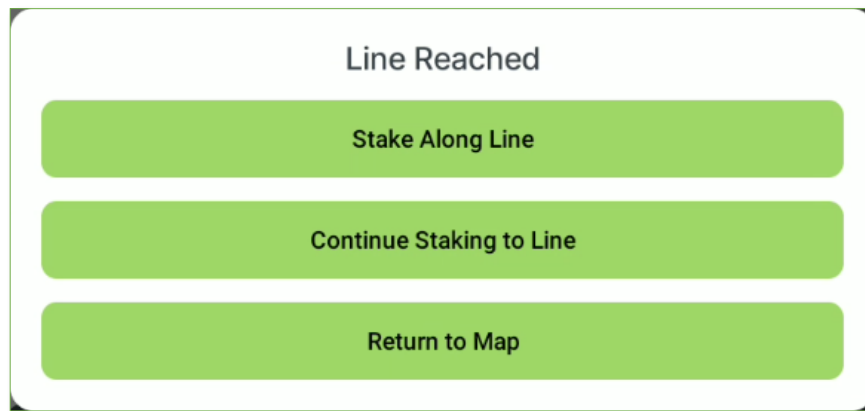 Line Reached
Stake Along Line
Continue Staking to Line
Return to Map